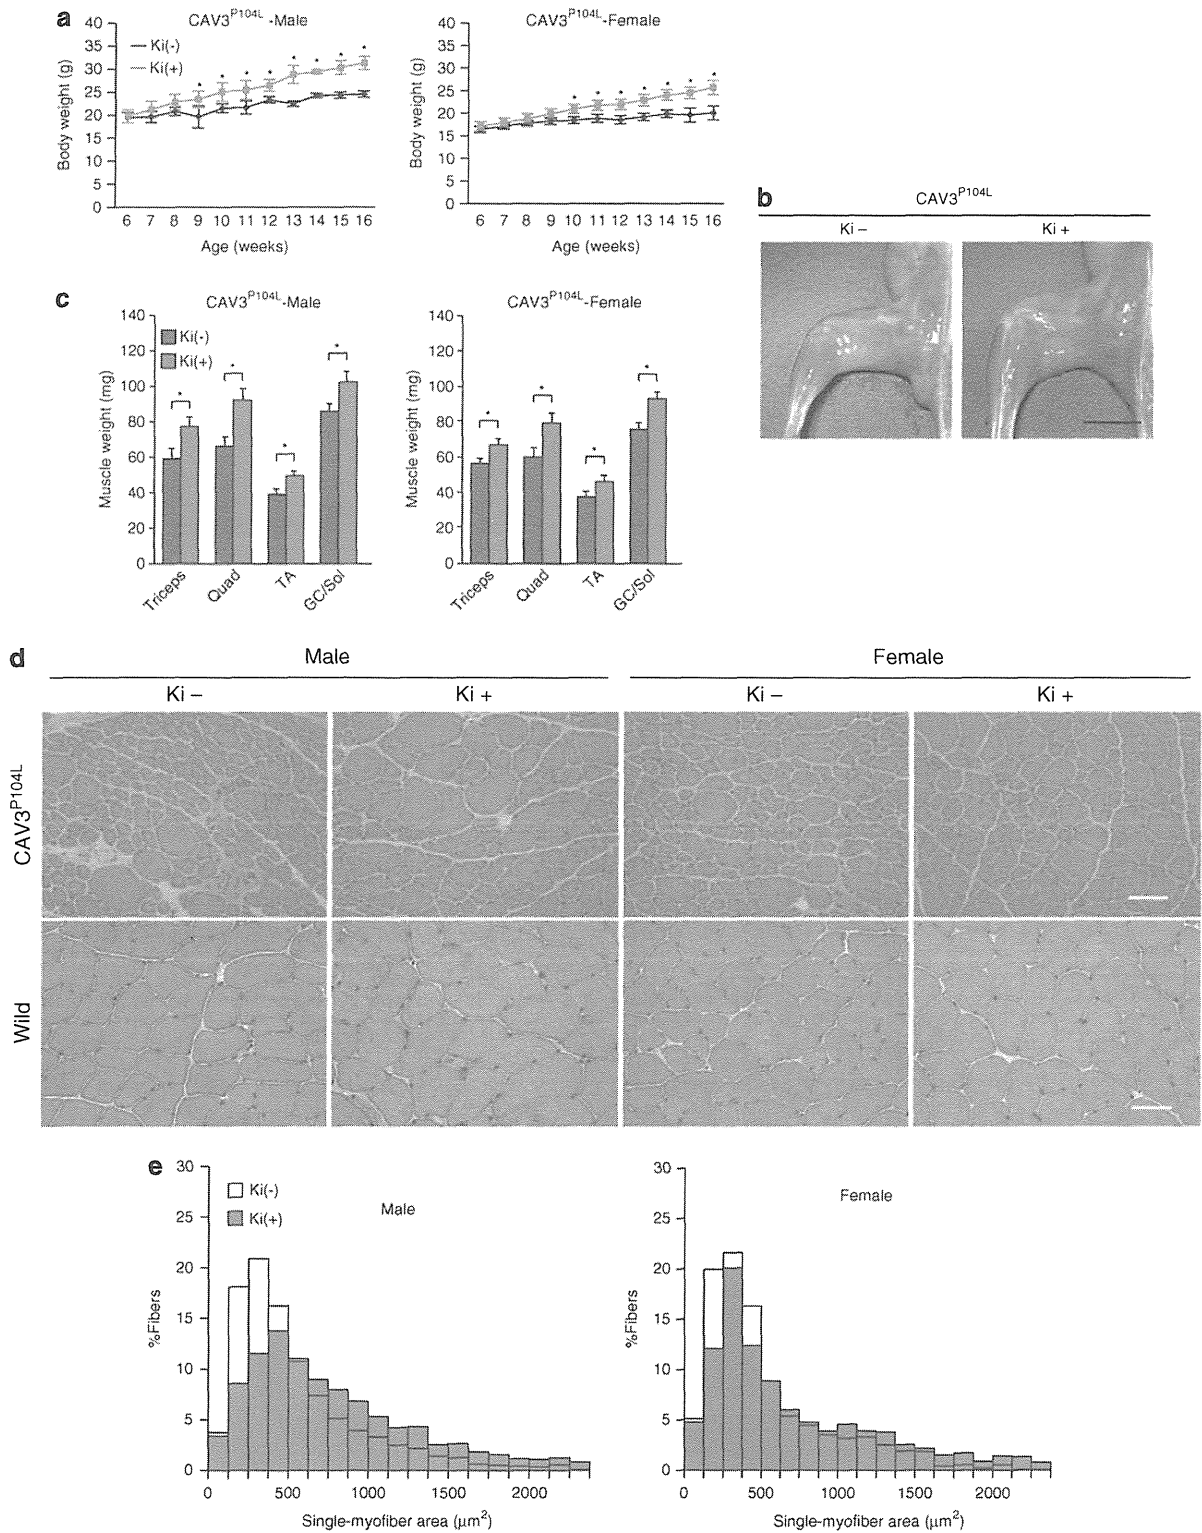 a
CAV3P104L -Male
CAV3P104L-Female
Body weight (g)
40
35
30
25
20
15
10
5
0
Ki(-)
Ki(+)
* * * * * * * *
6 7 8 9 10 11 12 13 14 15 16
Age (weeks)
Body weight (g)
40
35
30
25
20
15
10
5
0
* * * * * * *
6 7 8 9 10 11 12 13 14 15 16
Age (weeks)
b
CAV3P104L
Ki –
Ki +
c
CAV3P104L-Male
CAV3P104L-Female
Muscle weight (mg)
140
120
100
80
60
40
20
0
Ki(-)
Ki(+)
* * * *
Triceps
Quad
TA
GC/Sol
Muscle weight (mg)
140
120
100
80
60
40
20
0
* * * *
Triceps
Quad
TA
GC/Sol
d
Male
Female
Ki –
Ki +
Ki –
Ki +
CAV3P104L
Wild
e
Male
Female
%Fibers
30
25
20
15
10
5
0
Ki(-)
Ki(+)
0 500 1000 1500 2000
Single-myofiber area (μm2)
%Fibers
30
25
20
15
10
5
0
0 500 1000 1500 2000
Single-myofiber area (μm2)